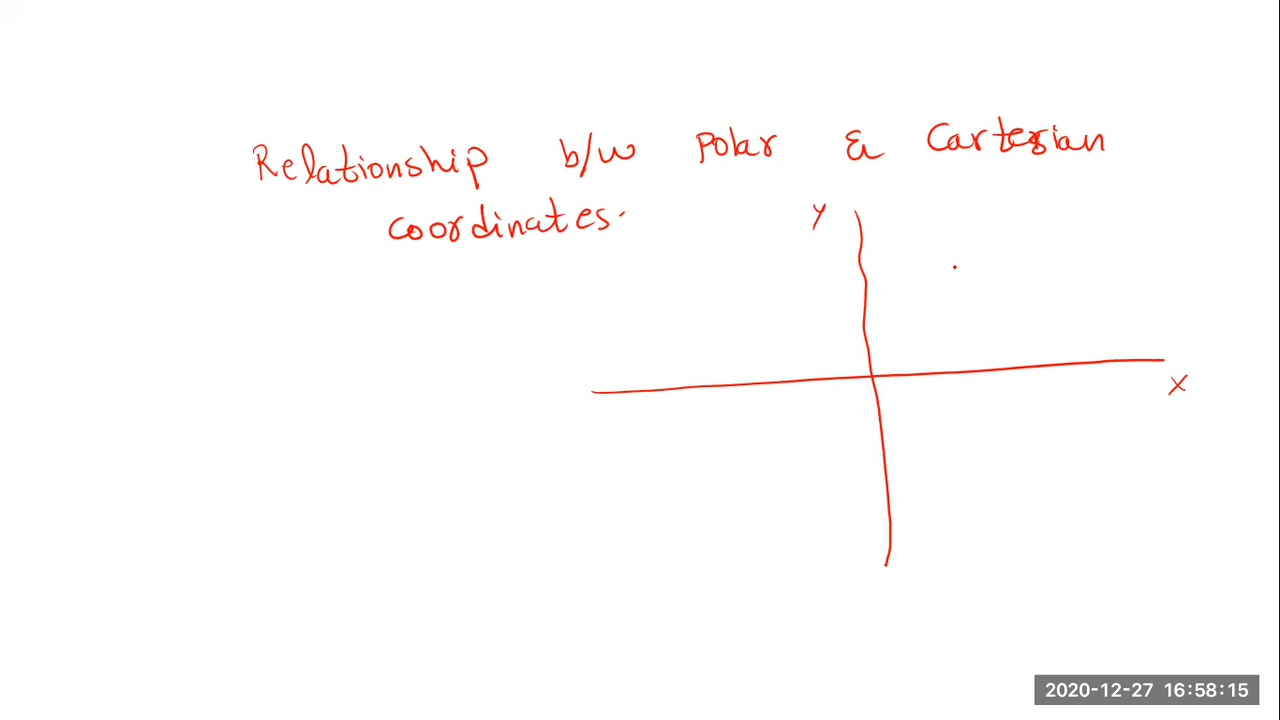 Relationship b/w polar & Cartesian
coordinates.
Y
X
2020-12-27 16:58:15